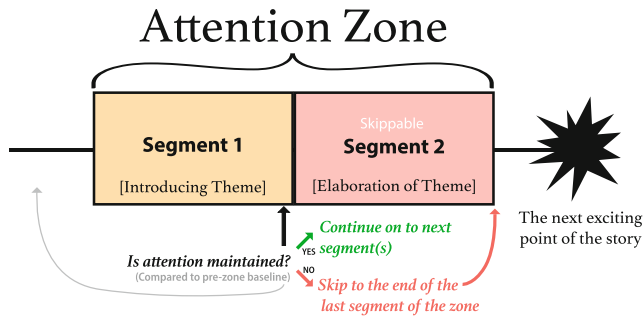 Attention Zone
Segment 1
[Introducing Theme]
Skippable
Segment 2
[Elaboration of Theme]
The next exciting
point of the story
Is attention maintained?
(Compared to pre-zone baseline)
YES
Continue on to next
segment(s)
NO
Skip to the end of the
last segment of the zone